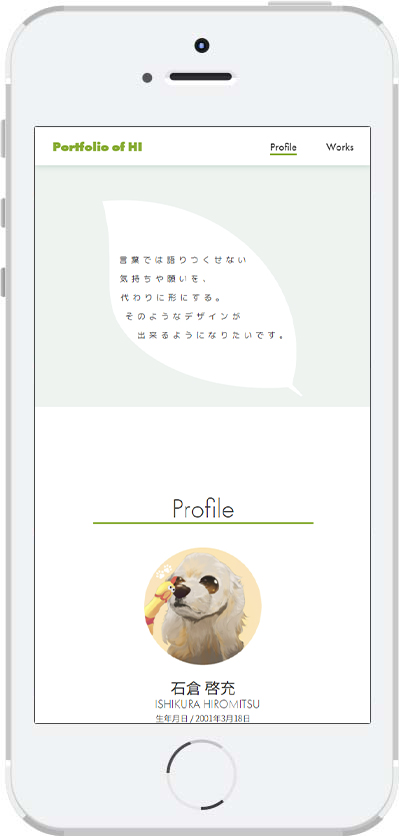 Portfolio of HI
Profile
Works
言葉では語りつくせない
気持ちや願いを、
代わりに形にする。
そのようなデザインが
出来るようになりたいです。
Profile
石倉 啓充
ISHIKURA HIROMITSU
生年月日 / 2001年3月18日